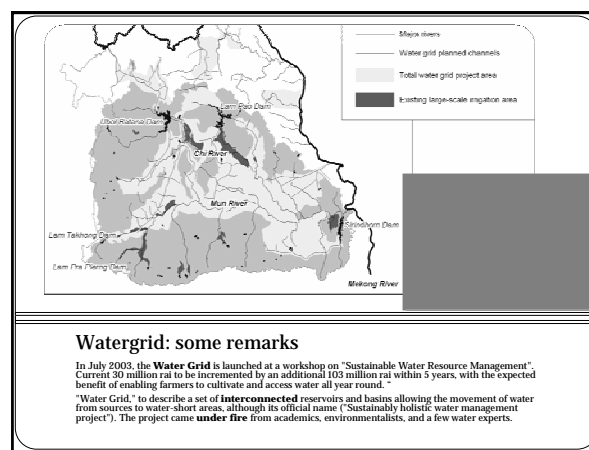 Major rivers
Water grid planned channels
Total water grid project area
Existing large-scale irrigation area
Lam Pao Dam
Ubol Ratana Dam
Chi River
Mun River
Sirindhorn Dam
Lam Takhong Dam
Lam Pra Plerng Dam
Mekong River
Watergrid: some remarks
In July 2003, the Water Grid is launched at a workshop on "Sustainable Water Resource Management".
Current 30 million rai to be incremented by an additional 103 million rai within 5 years, with the expected
benefit of enabling farmers to cultivate and access water all year round. "
"Water Grid," to describe a set of interconnected reservoirs and basins allowing the movement of water
from sources to water-short areas, although its official name ("Sustainably holistic water management
project"). The project came under fire from academics, environmentalists, and a few water experts.